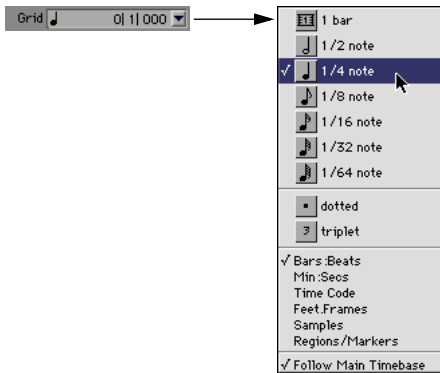 Grid 0| 1| 000
1 bar
1/2 note
√ 1/4 note
1/8 note
1/16 note
1/32 note
1/64 note
dotted
3 triplet
√ Bars:Beats
Min:Secs
Time Code
Feet.Frames
Samples
Regions/Markers
√ Follow Main Timebase